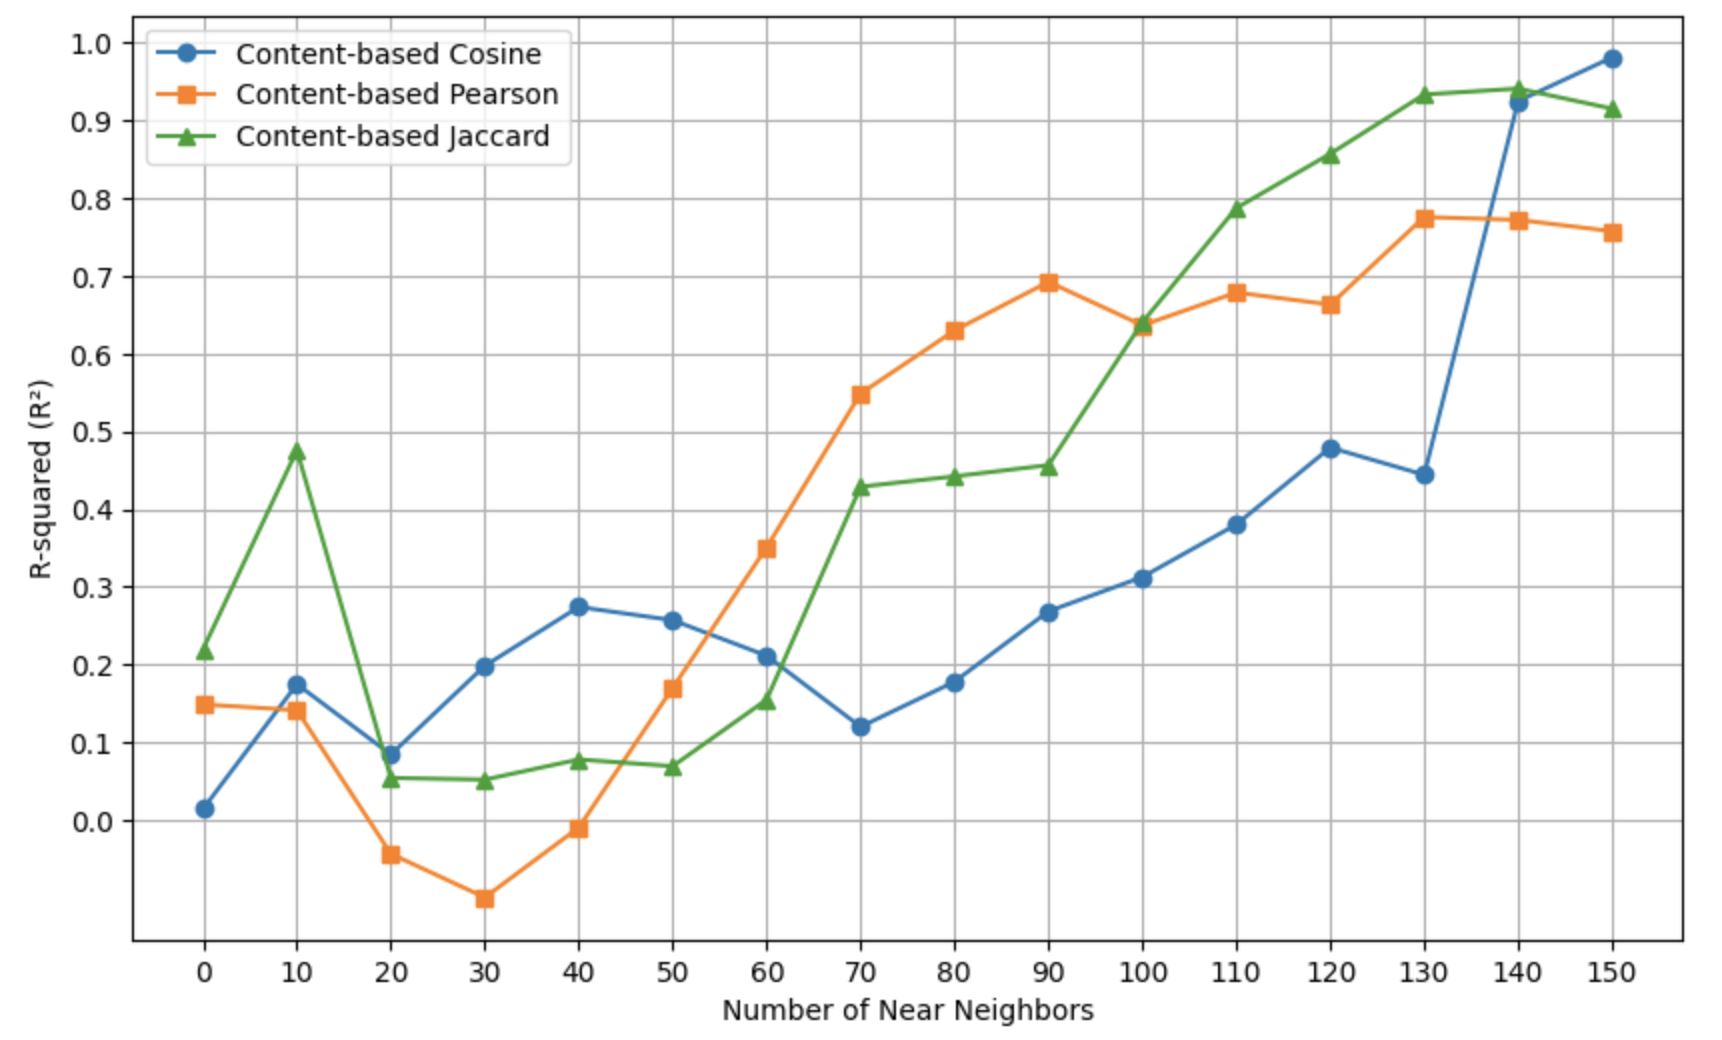 Content-based Cosine
Content-based Pearson
Content-based Jaccard
1.0
0.9
0.8
0.7
0.6
0.5
0.4
0.3
0.2
0.1
0.0
R-squared (R²)
0 10 20 30 40 50 60 70 80 90 100 110 120 130 140 150
Number of Near Neighbors